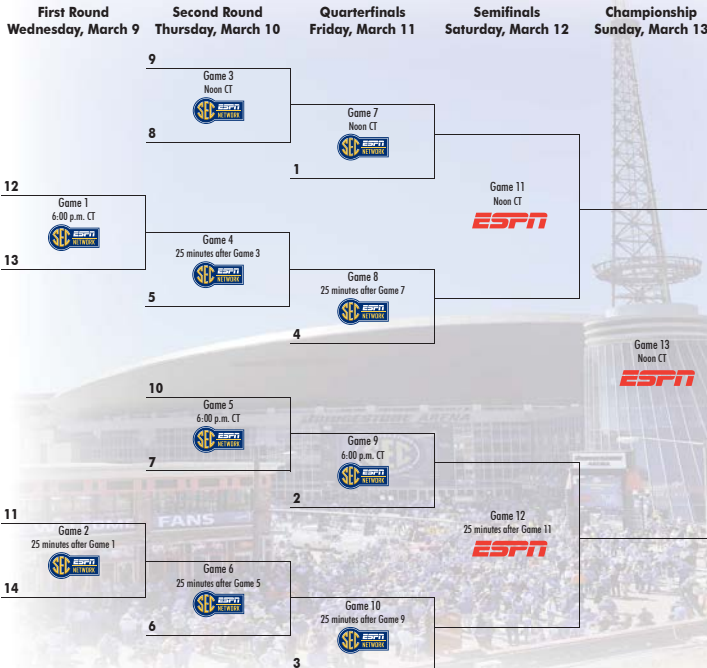 First Round
Wednesday, March 9
Second Round
Thursday, March 10
Quarterfinals
Friday, March 11
Semifinals
Saturday, March 12
Championship
Sunday, March 13
9
Game 3
Noon CT
SEC ESPN NETWORK
8
Game 7
Noon CT
SEC ESPN NETWORK
1
12
Game 1
6:00 p.m. CT
SEC ESPN NETWORK
13
Game 11
Noon CT
ESPN
Game 4
25 minutes after Game 3
SEC ESPN NETWORK
5
Game 8
25 minutes after Game 7
SEC ESPN NETWORK
4
Game 13
Noon CT
ESPN
10
Game 5
6:00 p.m. CT
SEC ESPN NETWORK
7
Game 9
6:00 p.m. CT
SEC ESPN NETWORK
2
11
Game 2
25 minutes after Game 1
SEC ESPN NETWORK
14
FANS
Game 12
25 minutes after Game 11
ESPN
Game 6
25 minutes after Game 5
SEC ESPN NETWORK
6
Game 10
25 minutes after Game 9
SEC ESPN NETWORK
3